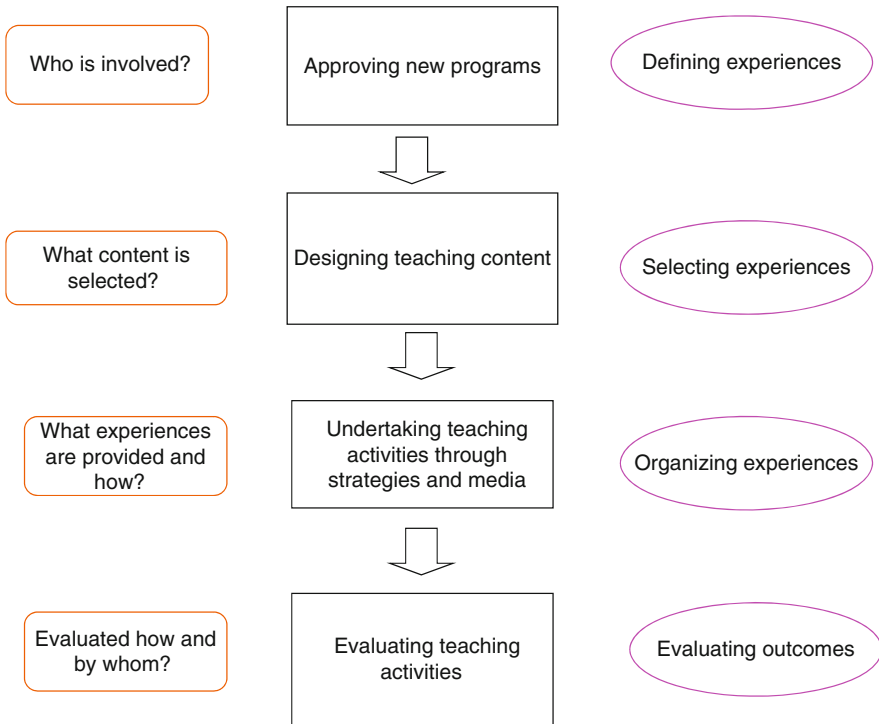 Who is involved?
Approving new programs
Defining experiences
What content is
selected?
Designing teaching content
Selecting experiences
What experiences
are provided and
how?
Undertaking teaching
activities through
strategies and media
Organizing experiences
Evaluated how and
by whom?
Evaluating teaching
activities
Evaluating outcomes